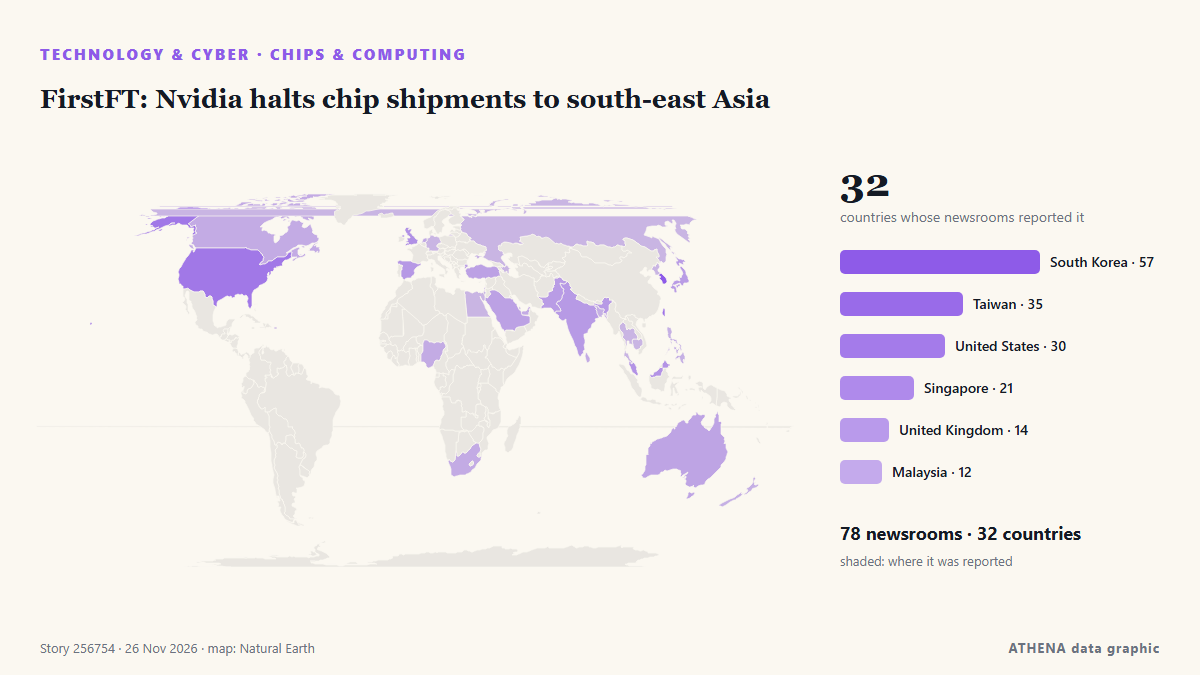 TECHNOLOGY & CYBER · CHIPS & COMPUTING
FirstFT: Nvidia halts chip shipments to south-east Asia
32
countries whose newsrooms reported it
South Korea · 57
Taiwan · 35
United States · 30
Singapore · 21
United Kingdom · 14
Malaysia · 12
78 newsrooms · 32 countries
shaded: where it was reported
Story 256754 · 26 Nov 2026 · map: Natural Earth
ATHENA data graphic